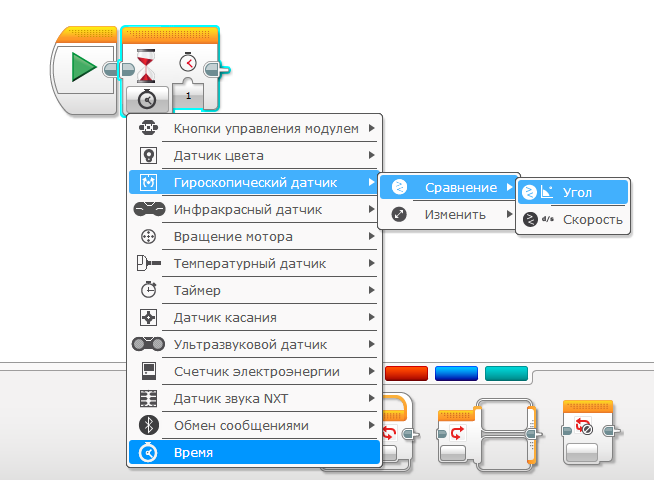 1
Кнопки управления модулем
Датчик цвета
Гироскопический датчик
Сравнение
Угол
Инфракрасный датчик
Изменить
d/s Скорость
Вращение мотора
Температурный датчик
Таймер
Датчик касания
Ультразвуковой датчик
Счетчик электроэнергии
Датчик звука NXT
Обмен сообщениями
Время